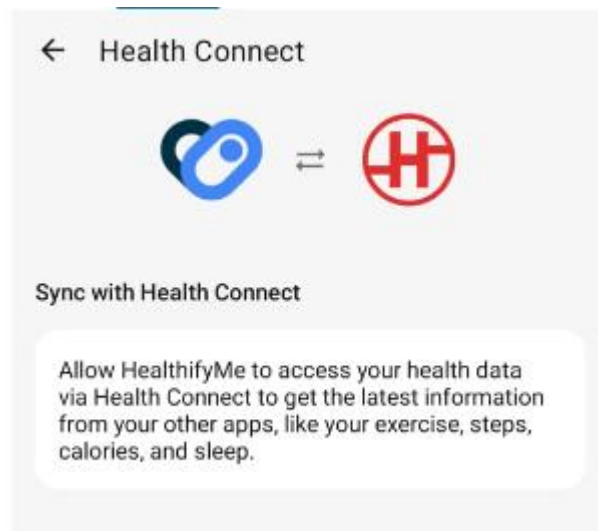 Health Connect
Sync with Health Connect
Allow HealthifyMe to access your health data
via Health Connect to get the latest information
from your other apps, like your exercise, steps,
calories, and sleep.